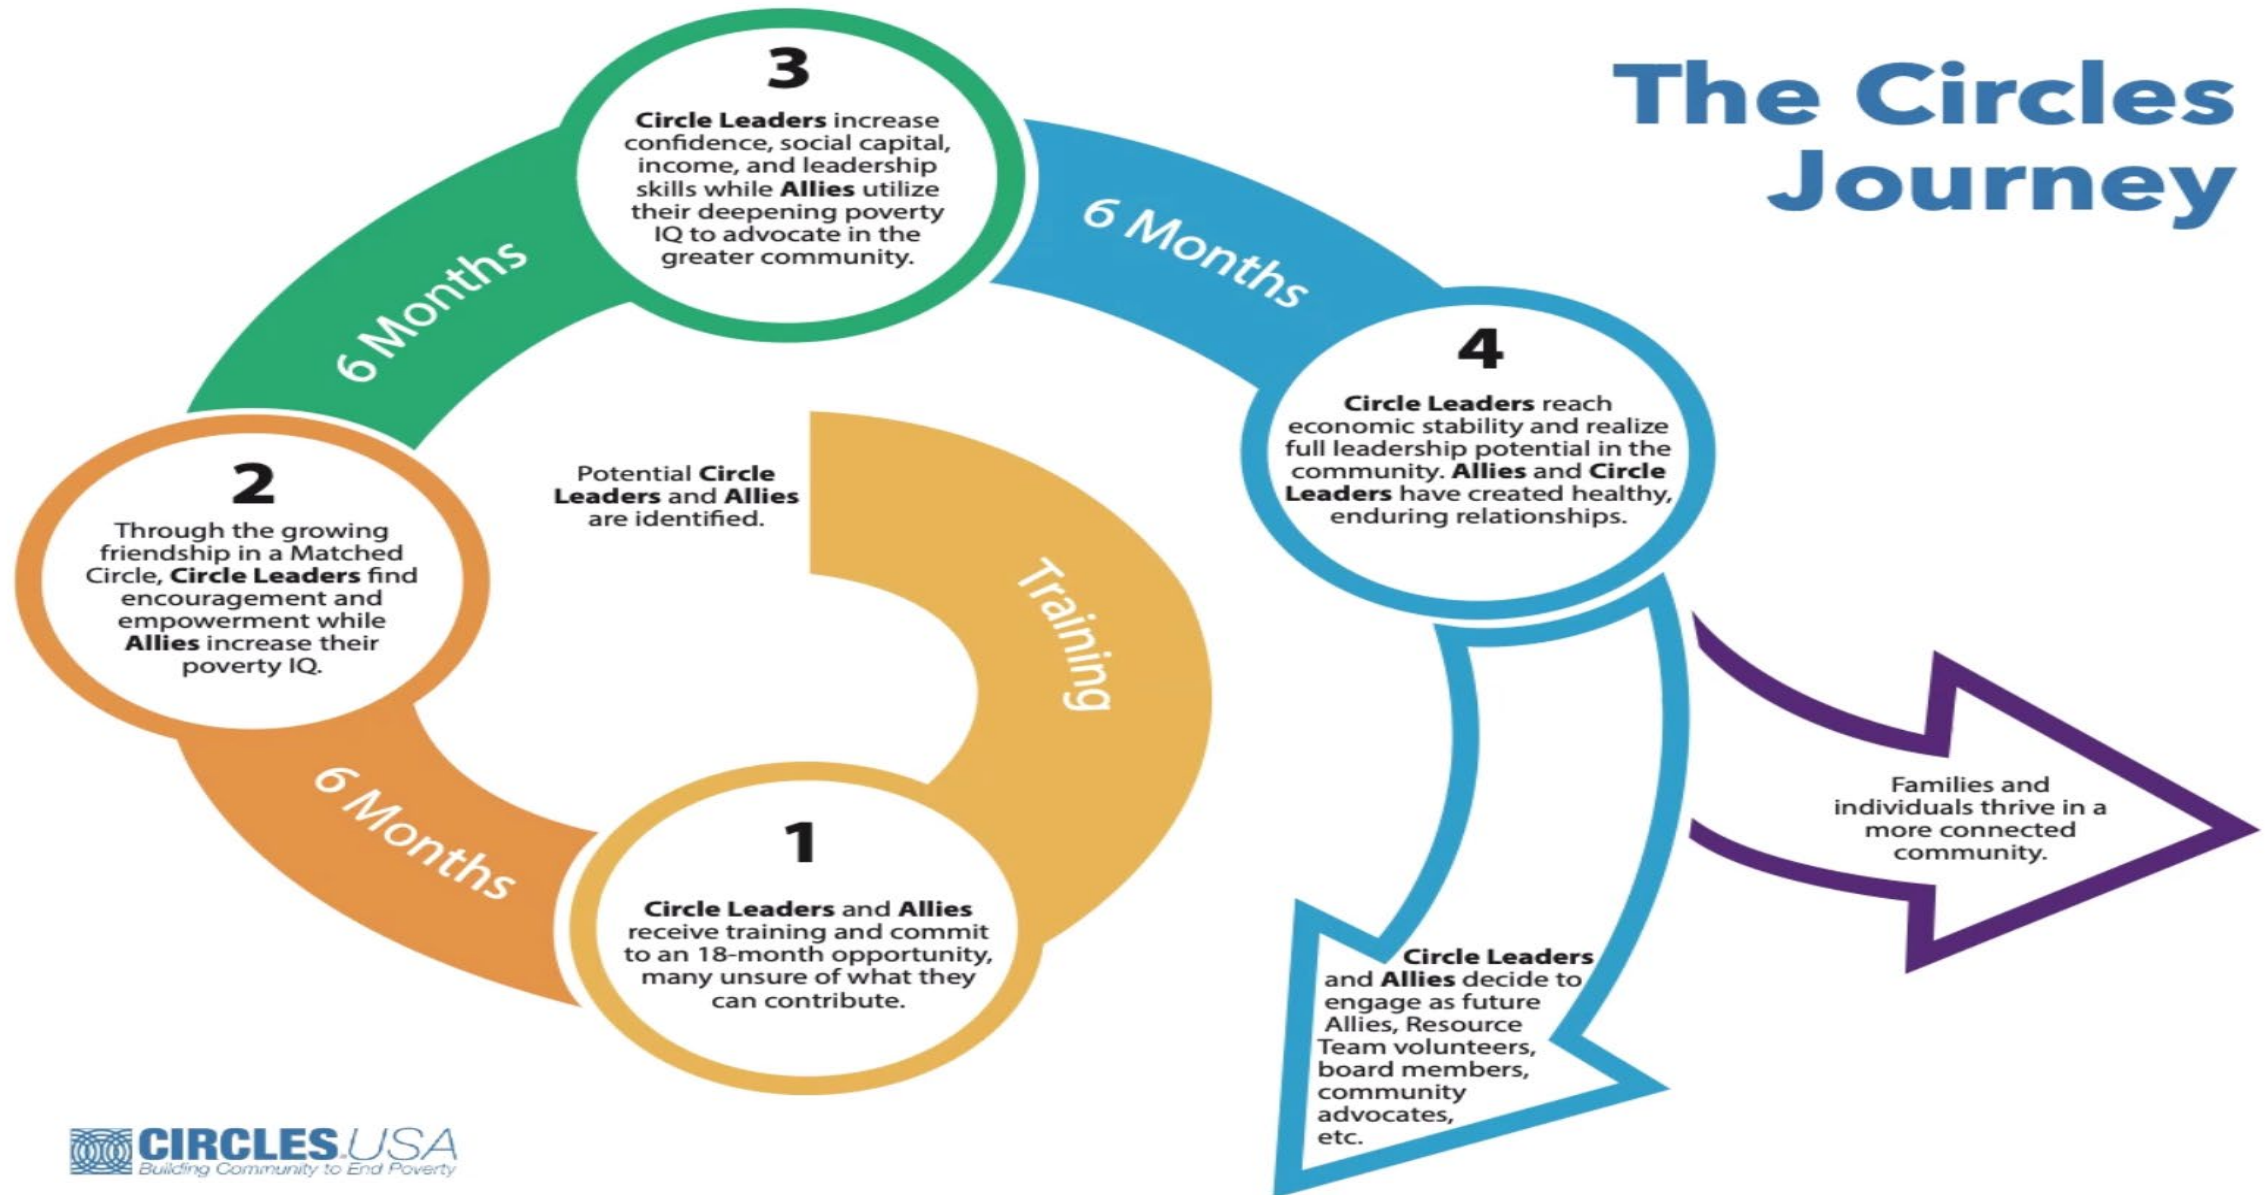 The Circles
Journey
Potential Circle
Leaders and Allies
are identified.
Training
1
Circle Leaders and Allies
receive training and commit
to an 18-month opportunity,
many unsure of what they
can contribute.
6 Months
2
Through the growing
friendship in a Matched
Circle, Circle Leaders find
encouragement and
empowerment while
Allies increase their
poverty IQ.
6 Months
3
Circle Leaders increase
confidence, social capital,
income, and leadership
skills while Allies utilize
their deepening poverty
IQ to advocate in the
greater community.
6 Months
4
Circle Leaders reach
economic stability and realize
full leadership potential in the
community. Allies and Circle
Leaders have created healthy,
enduring relationships.
Circle Leaders
and Allies decide to
engage as future
Allies, Resource
Team volunteers,
board members,
community
advocates,
etc.
Families and
individuals thrive in a
more connected
community.
CIRCLES USA
Building Community to End Poverty